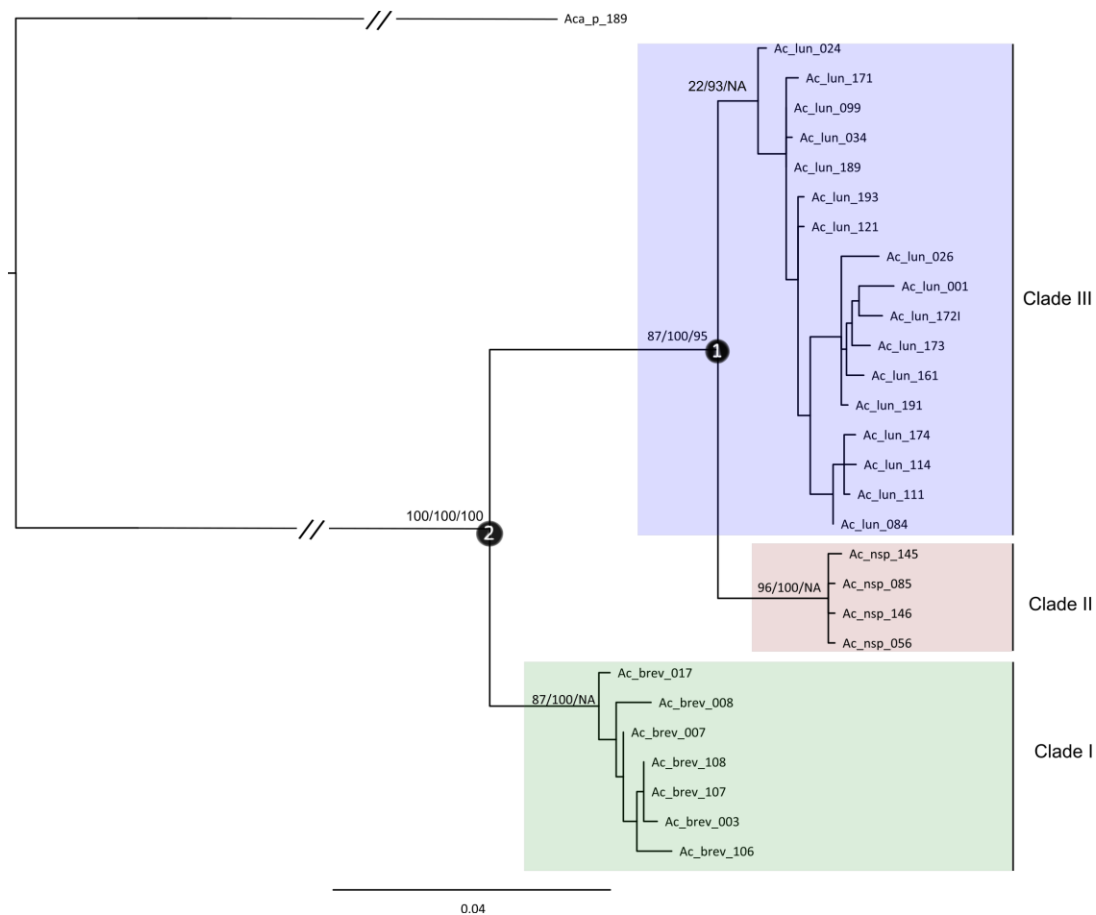 Aca_p_189
Ac_lun_024
22/93/NA
Ac_lun_171
Ac_lun_099
Ac_lun_034
Ac_lun_189
Ac_lun_193
Ac_lun_121
Ac_lun_026
Ac_lun_001
Clade III
Ac_lun_172I
87/100/95
1
Ac_lun_173
Ac_lun_161
Ac_lun_191
Ac_lun_174
Ac_lun_114
Ac_lun_111
100/100/100
2
Ac_lun_084
Ac_nsp_145
96/100/NA
Ac_nsp_085
Clade II
Ac_nsp_146
Ac_nsp_056
Ac_brev_017
87/100/NA
Ac_brev_008
Ac_brev_007
Clade I
Ac_brev_108
Ac_brev_107
Ac_brev_003
Ac_brev_106
0.04